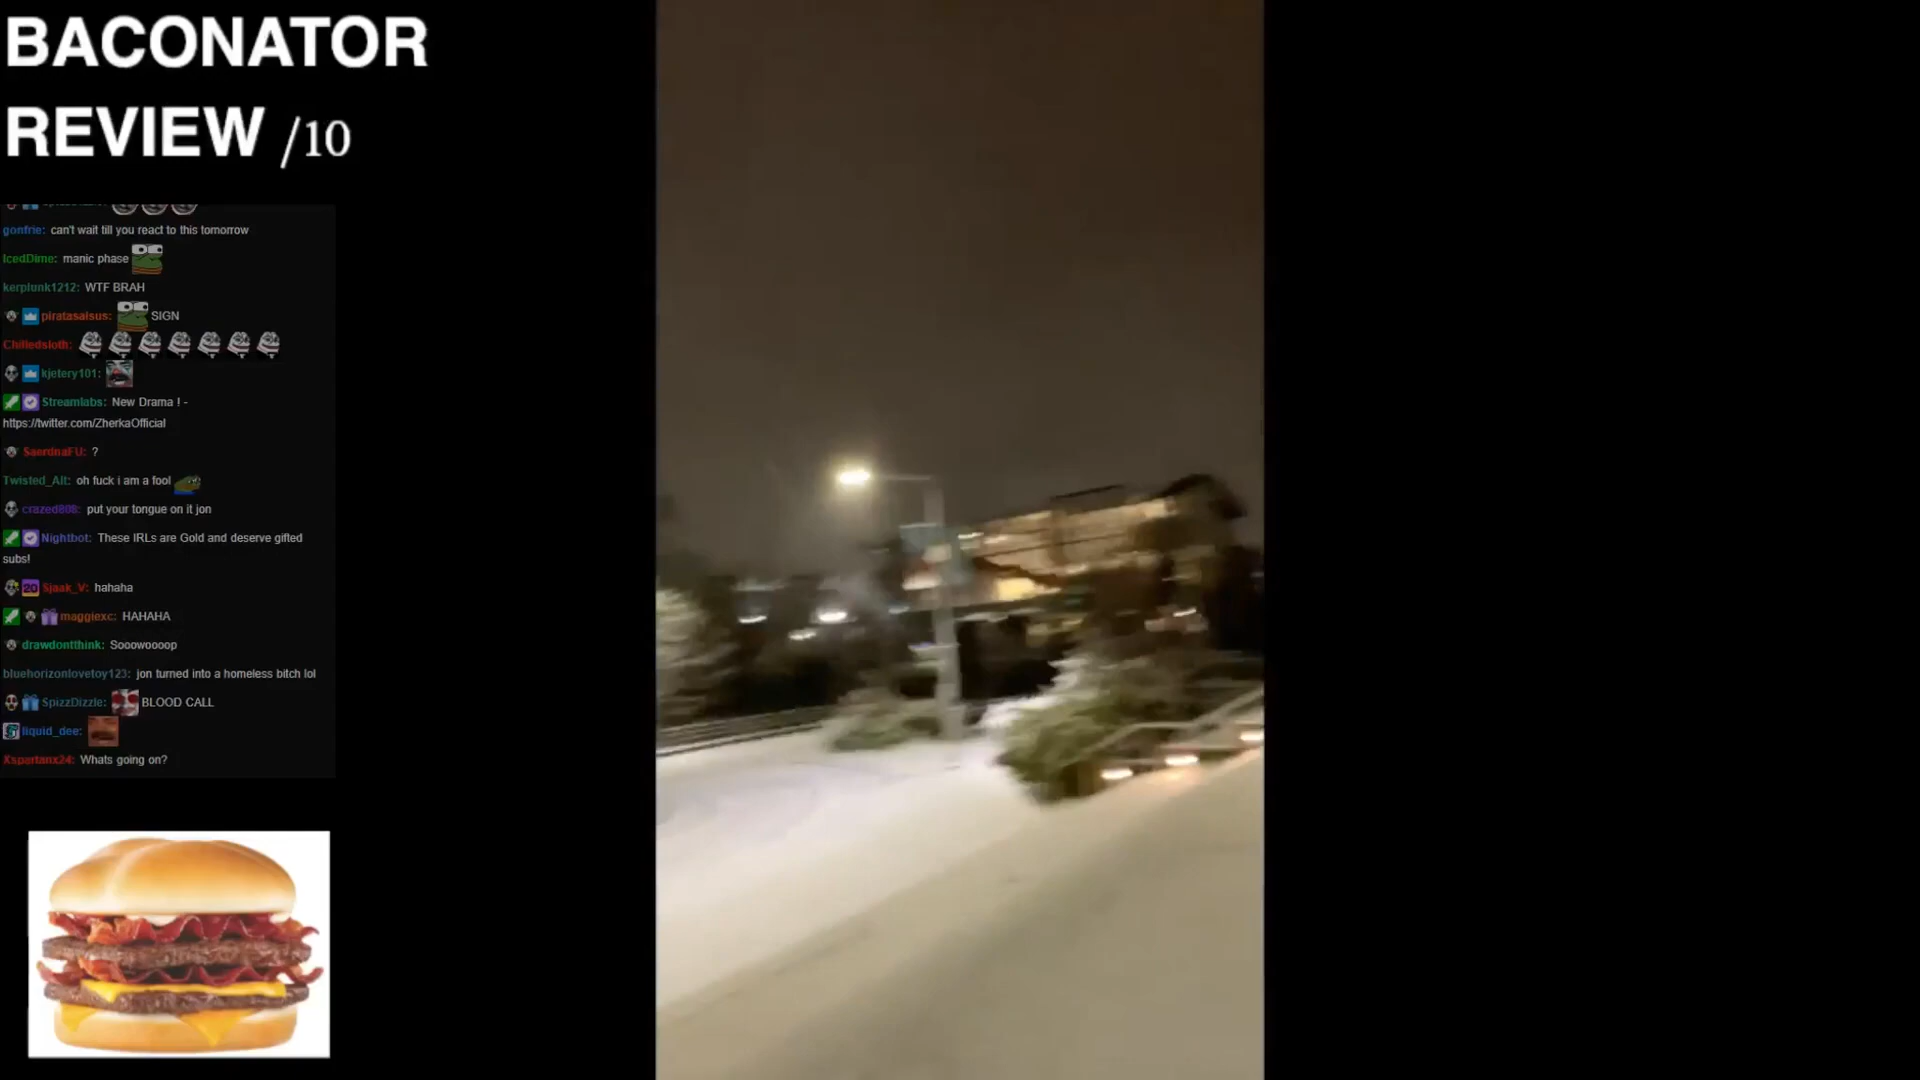 BACONATOR
REVIEW /10
gonfrie: can't wait till you react to this tomorrow
IcedDime: manic phase
kerplunk1212: WTF BRAH
piratasalsus: SIGN
Chilledsloth:
kjetery101:
Streamlabs: New Drama ! -
https://twitter.com/ZherkaOfficial
SaerdnaFU: ?
Twisted_Alt: oh fuck i am a fool
crazed808: put your tongue on it jon
Nightbot: These IRLs are Gold and deserve gifted
subs!
Sjaak_V: hahaha
maggiexc: HAHAHA
drawdontthink: Sooowoooop
bluehorizonlovetoy123: jon turned into a homeless bitch lol
SpizzDizzle: BLOOD CALL
liquid_dee:
Xspartanx24: Whats going on?